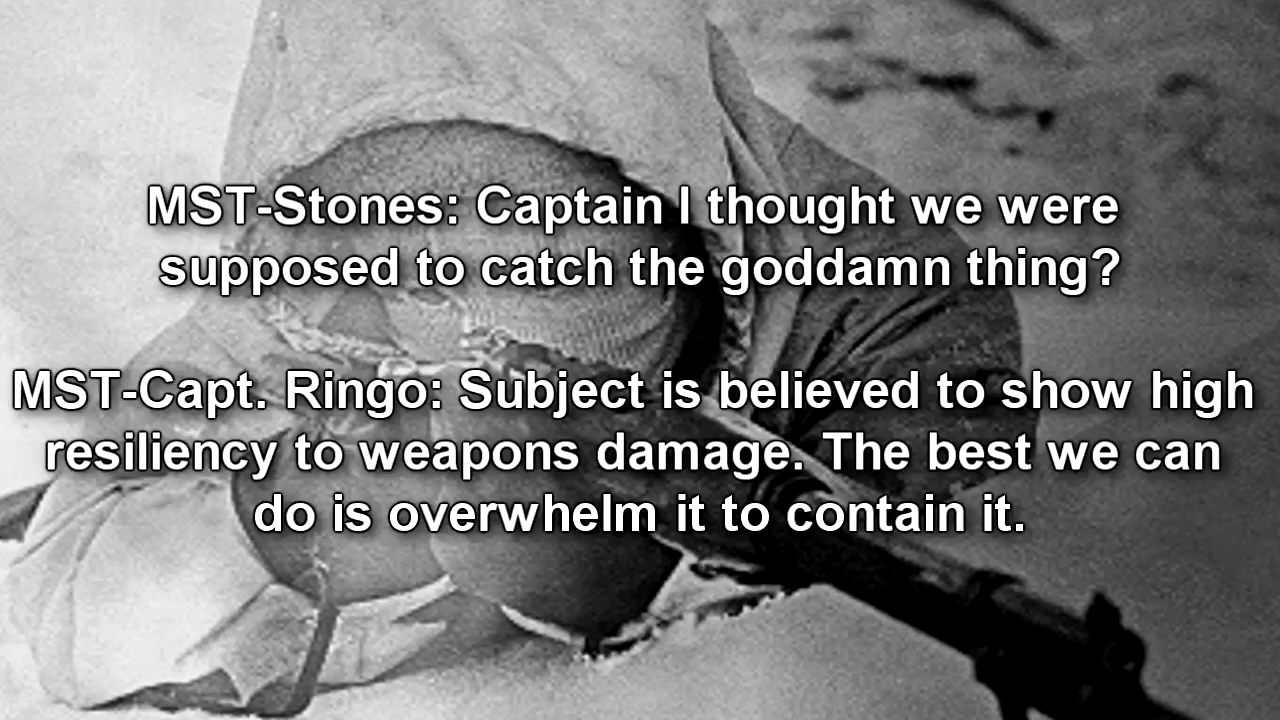 MST-Stones: Captain I thought we were
supposed to catch the goddamn thing?
MST-Capt. Ringo: Subject is believed to show high
resiliency to weapons damage. The best we can
do is overwhelm it to contain it.